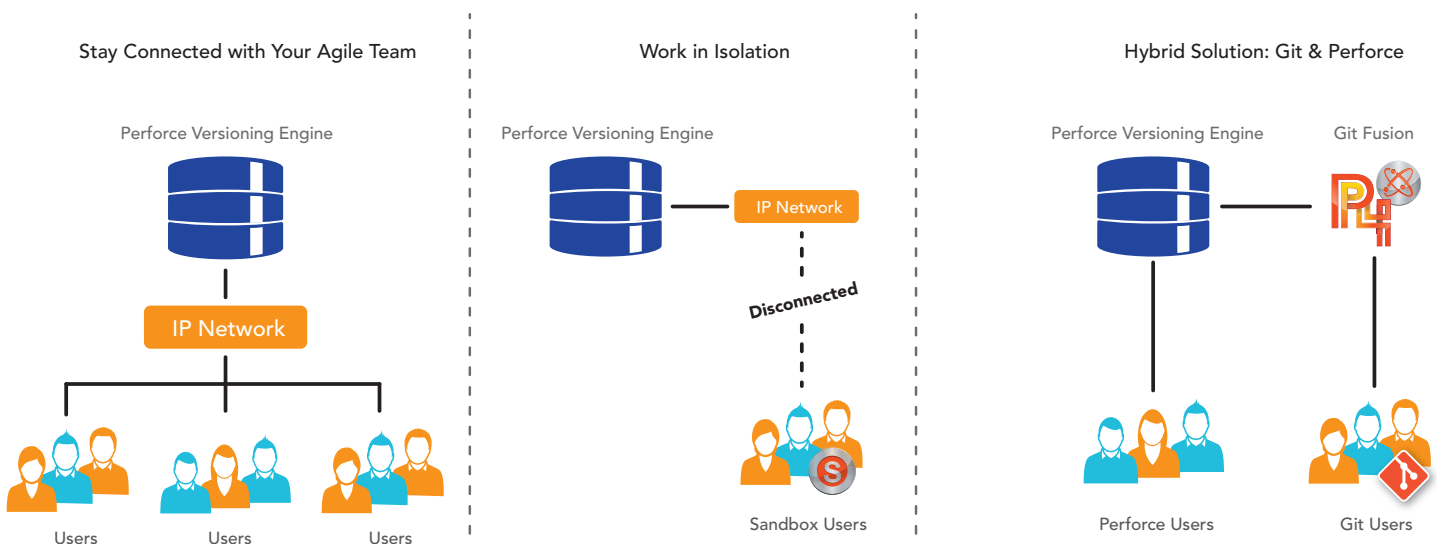 Stay Connected with Your Agile Team
Perforce Versioning Engine
IP Network
Users
Users
Users
Work in Isolation
Perforce Versioning Engine
IP Network
Disconnected
S
Sandbox Users
Hybrid Solution: Git & Perforce
Perforce Versioning Engine
Git Fusion
P4
Perforce Users
Git Users